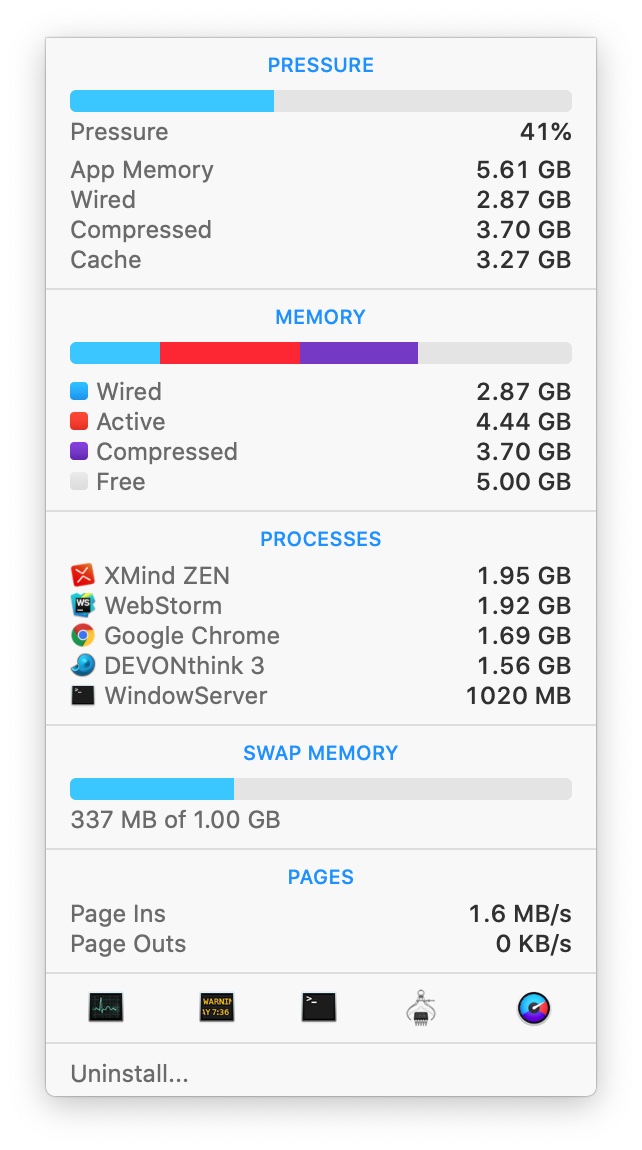 PRESSURE
Pressure 41%
App Memory 5.61 GB
Wired 2.87 GB
Compressed 3.70 GB
Cache 3.27 GB
MEMORY
Wired 2.87 GB
Active 4.44 GB
Compressed 3.70 GB
Free 5.00 GB
PROCESSES
XMind ZEN 1.95 GB
WS WebStorm 1.92 GB
Google Chrome 1.69 GB
DEVONthink 3 1.56 GB
WindowServer 1020 MB
SWAP MEMORY
337 MB of 1.00 GB
PAGES
Page Ins 1.6 MB/s
Page Outs 0 KB/s
WARNIN
AY 7:36
Uninstall...